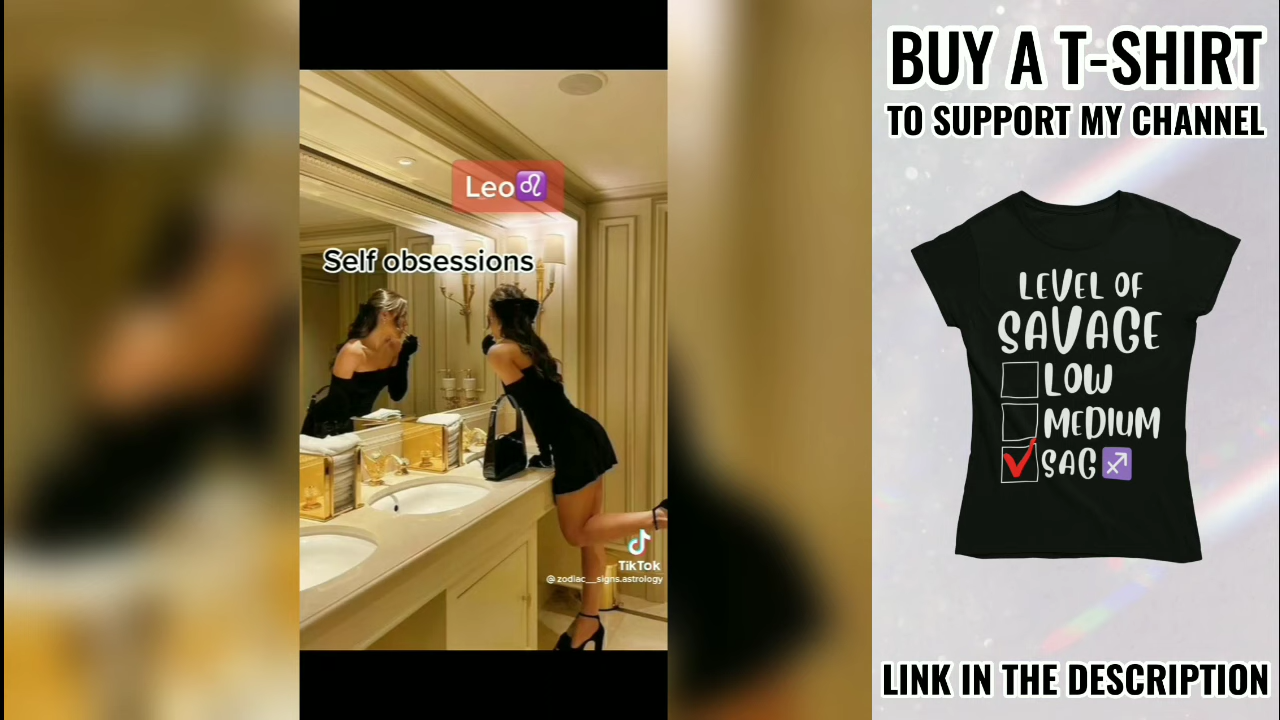 Leo♌
Self obsessions
TikTok
@zodiac__signs.astrology
BUY A T-SHIRT
TO SUPPORT MY CHANNEL
LEVEL OF
SAVAGE
LOW
MEDIUM
SAG♐
LINK IN THE DESCRIPTION